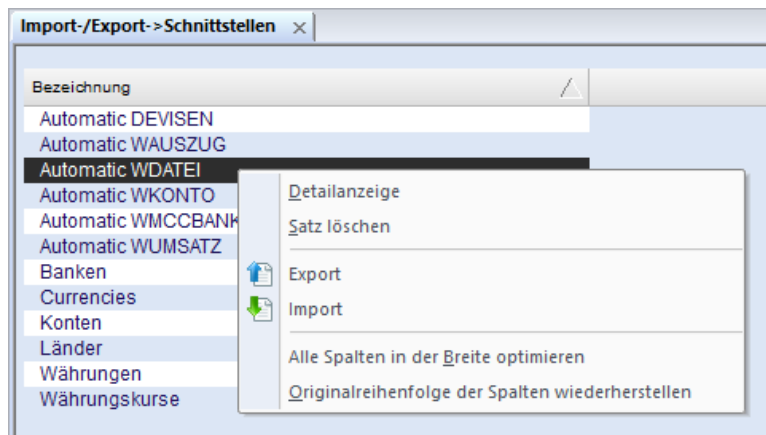 Import-/Export->Schnittstellen
Bezeichnung
Automatic DEVISEN
Automatic WAUSZUG
Automatic WDATEI
Automatic WKONTO
Automatic WMCCBANK
Automatic WUMSATZ
Banken
Currencies
Konten
Länder
Währungen
Währungskurse
Detailanzeige
Satz löschen
Export
Import
Alle Spalten in der Breite optimieren
Originalreihenfolge der Spalten wiederherstellen